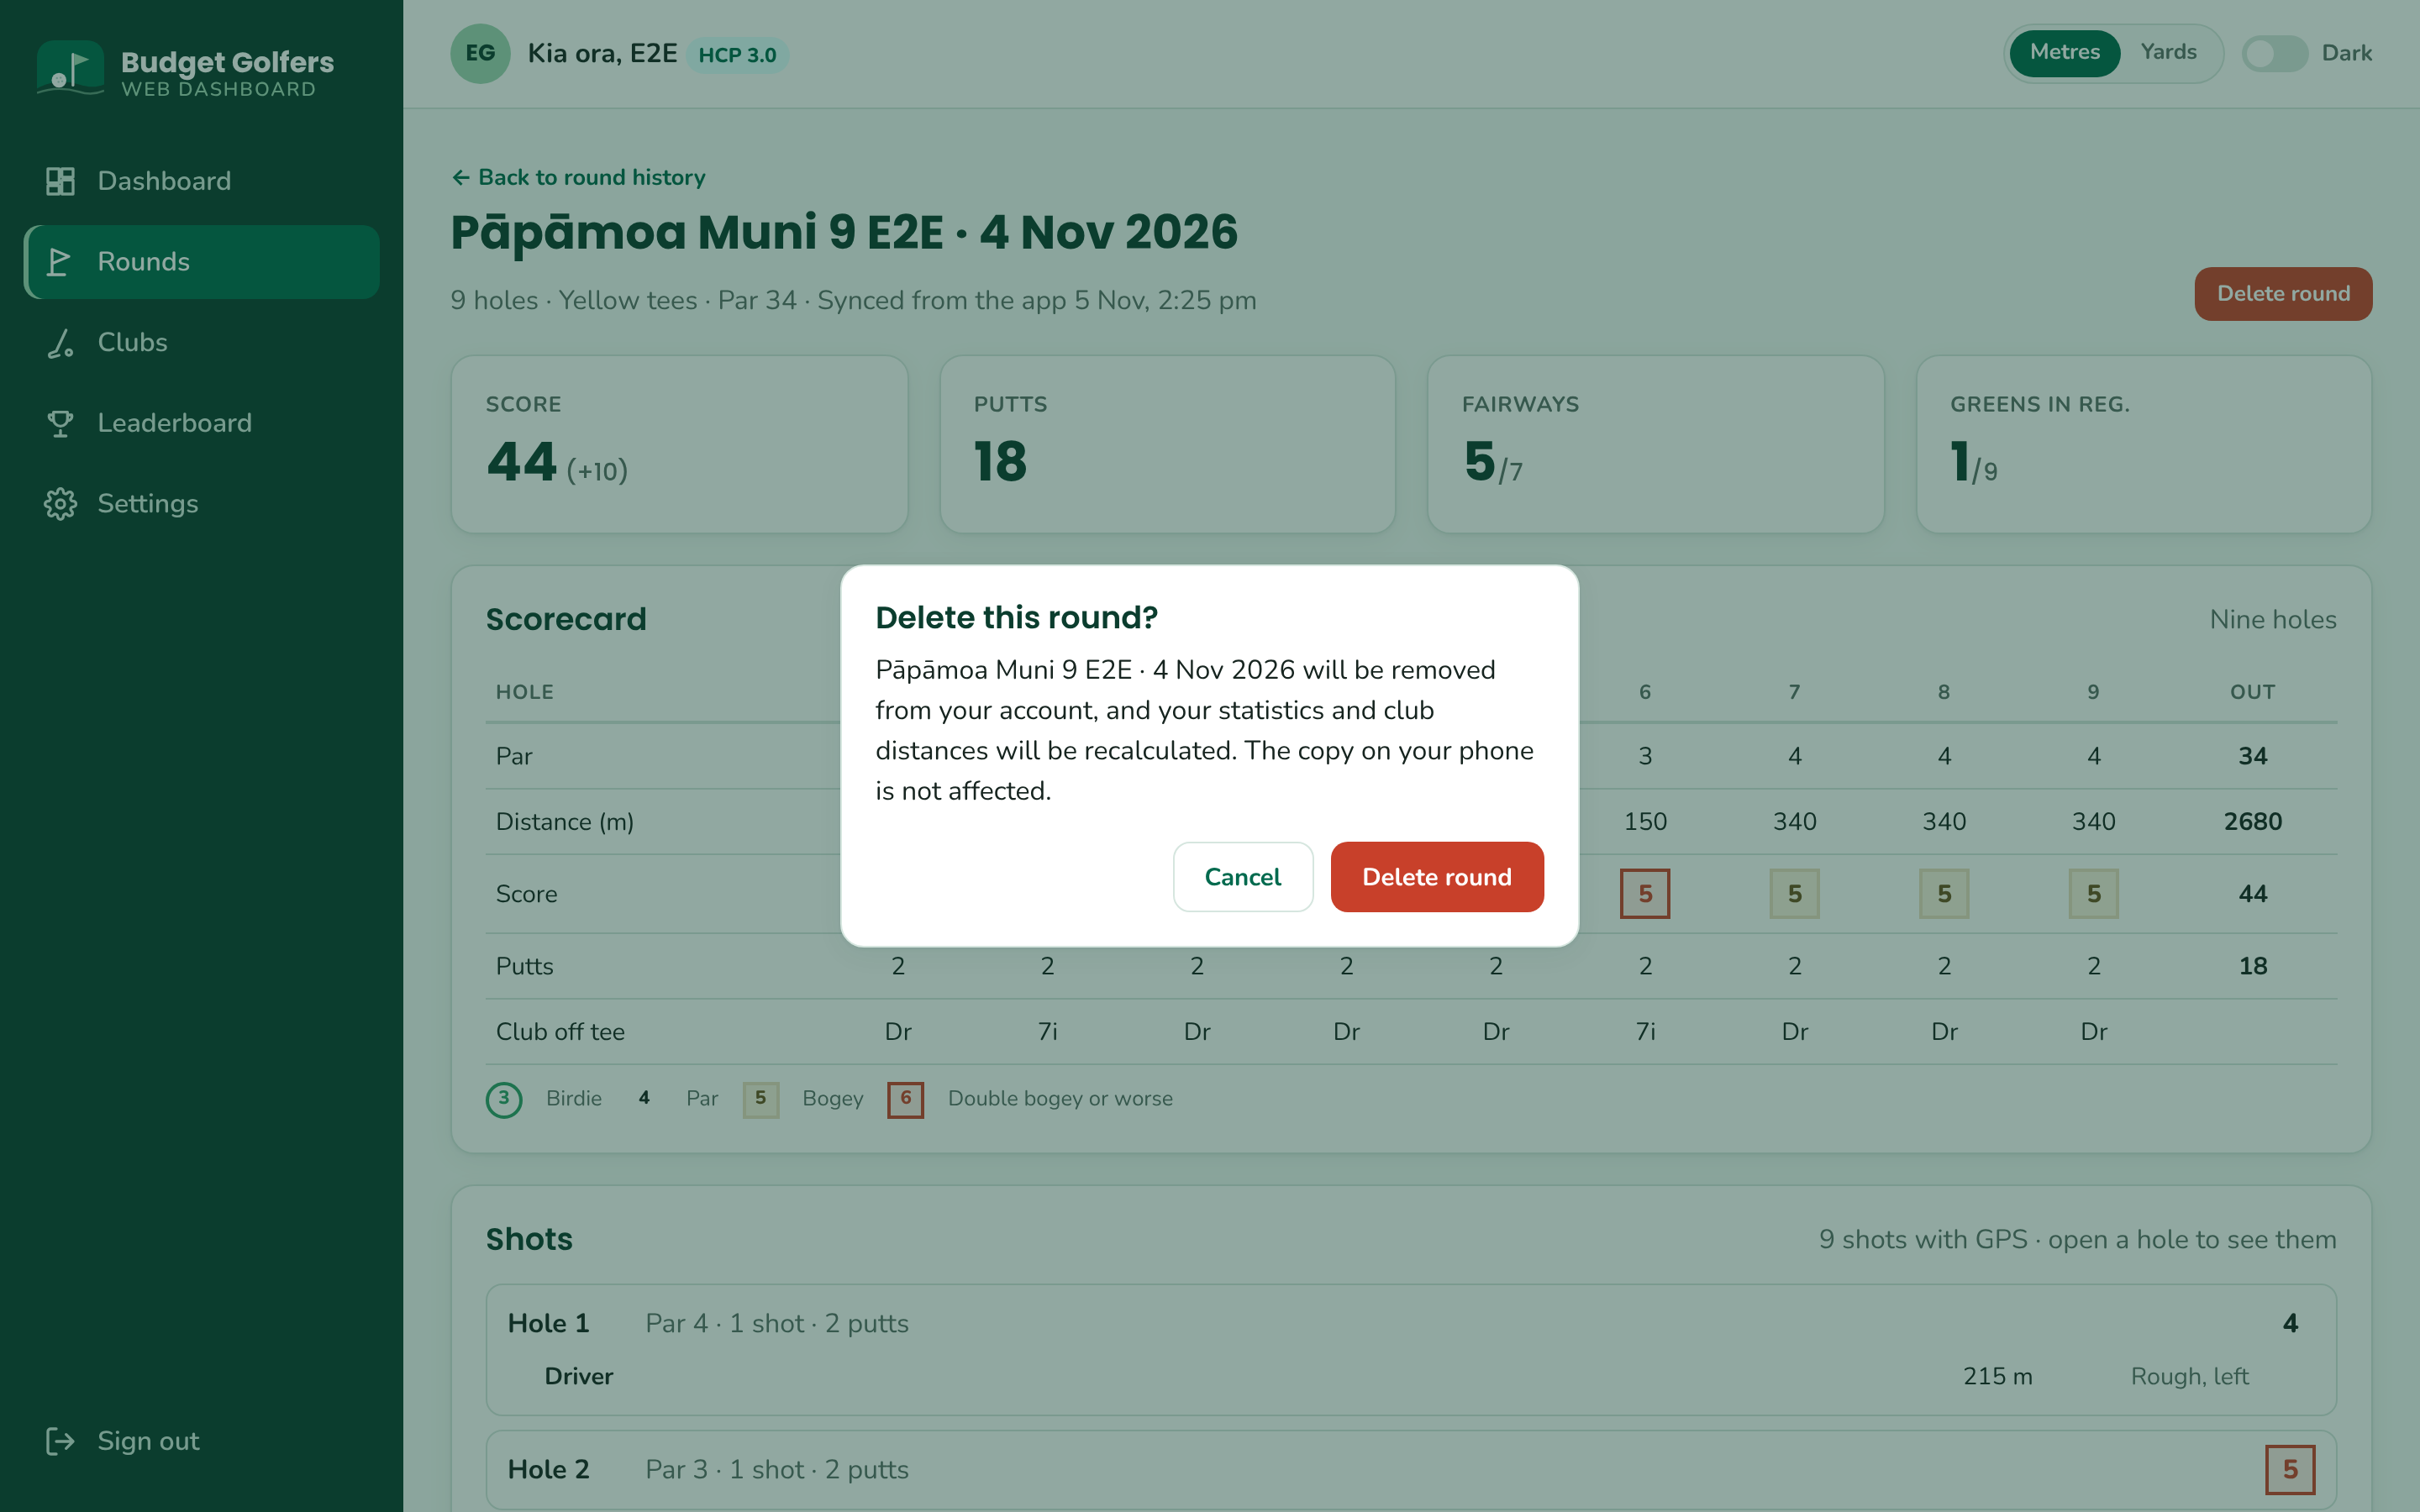 Budget Golfers
WEB DASHBOARD
Dashboard
Rounds
Clubs
Leaderboard
Settings
Sign out
EG Kia ora, E2E HCP 3.0
Metres Yards Dark
← Back to round history
Pāpāmoa Muni 9 E2E · 4 Nov 2026
9 holes · Yellow tees · Par 34 · Synced from the app 5 Nov, 2:25 pm
Delete round
SCORE
44 (+10)
PUTTS
18
FAIRWAYS
5/7
GREENS IN REG.
1/9
Delete this round?
Pāpāmoa Muni 9 E2E · 4 Nov 2026 will be removed
from your account, and your statistics and club
distances will be recalculated. The copy on your phone
is not affected.
Cancel Delete round
Scorecard Nine holes
HOLE 6 7 8 9 OUT
Par 3 4 4 4 34
Distance (m) 150 340 340 340 2680
Score 5 5 5 5 44
Putts 2 2 2 2 2 2 2 2 2 18
Club off tee Dr 7i Dr Dr Dr 7i Dr Dr Dr
3 Birdie 4 Par 5 Bogey 6 Double bogey or worse
Shots 9 shots with GPS · open a hole to see them
Hole 1 Par 4 · 1 shot · 2 putts 4
Driver 215 m Rough, left
Hole 2 Par 3 · 1 shot · 2 putts 5